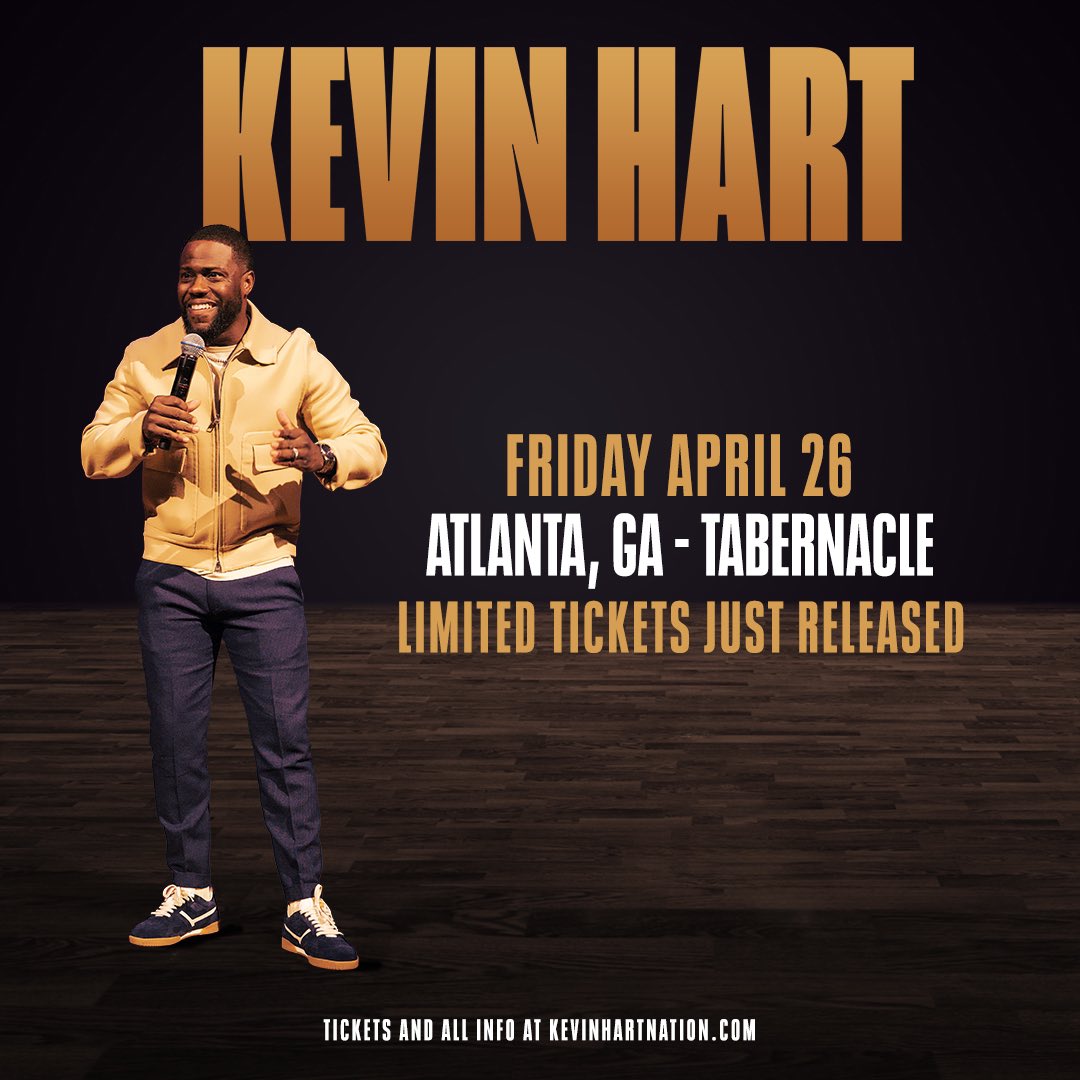 KEVIN HART
FRIDAY APRIL 26
ATLANTA, GA - TABERNACLE
LIMITED TICKETS JUST RELEASED
TICKETS AND ALL INFO AT KEVINHARTNATION.COM